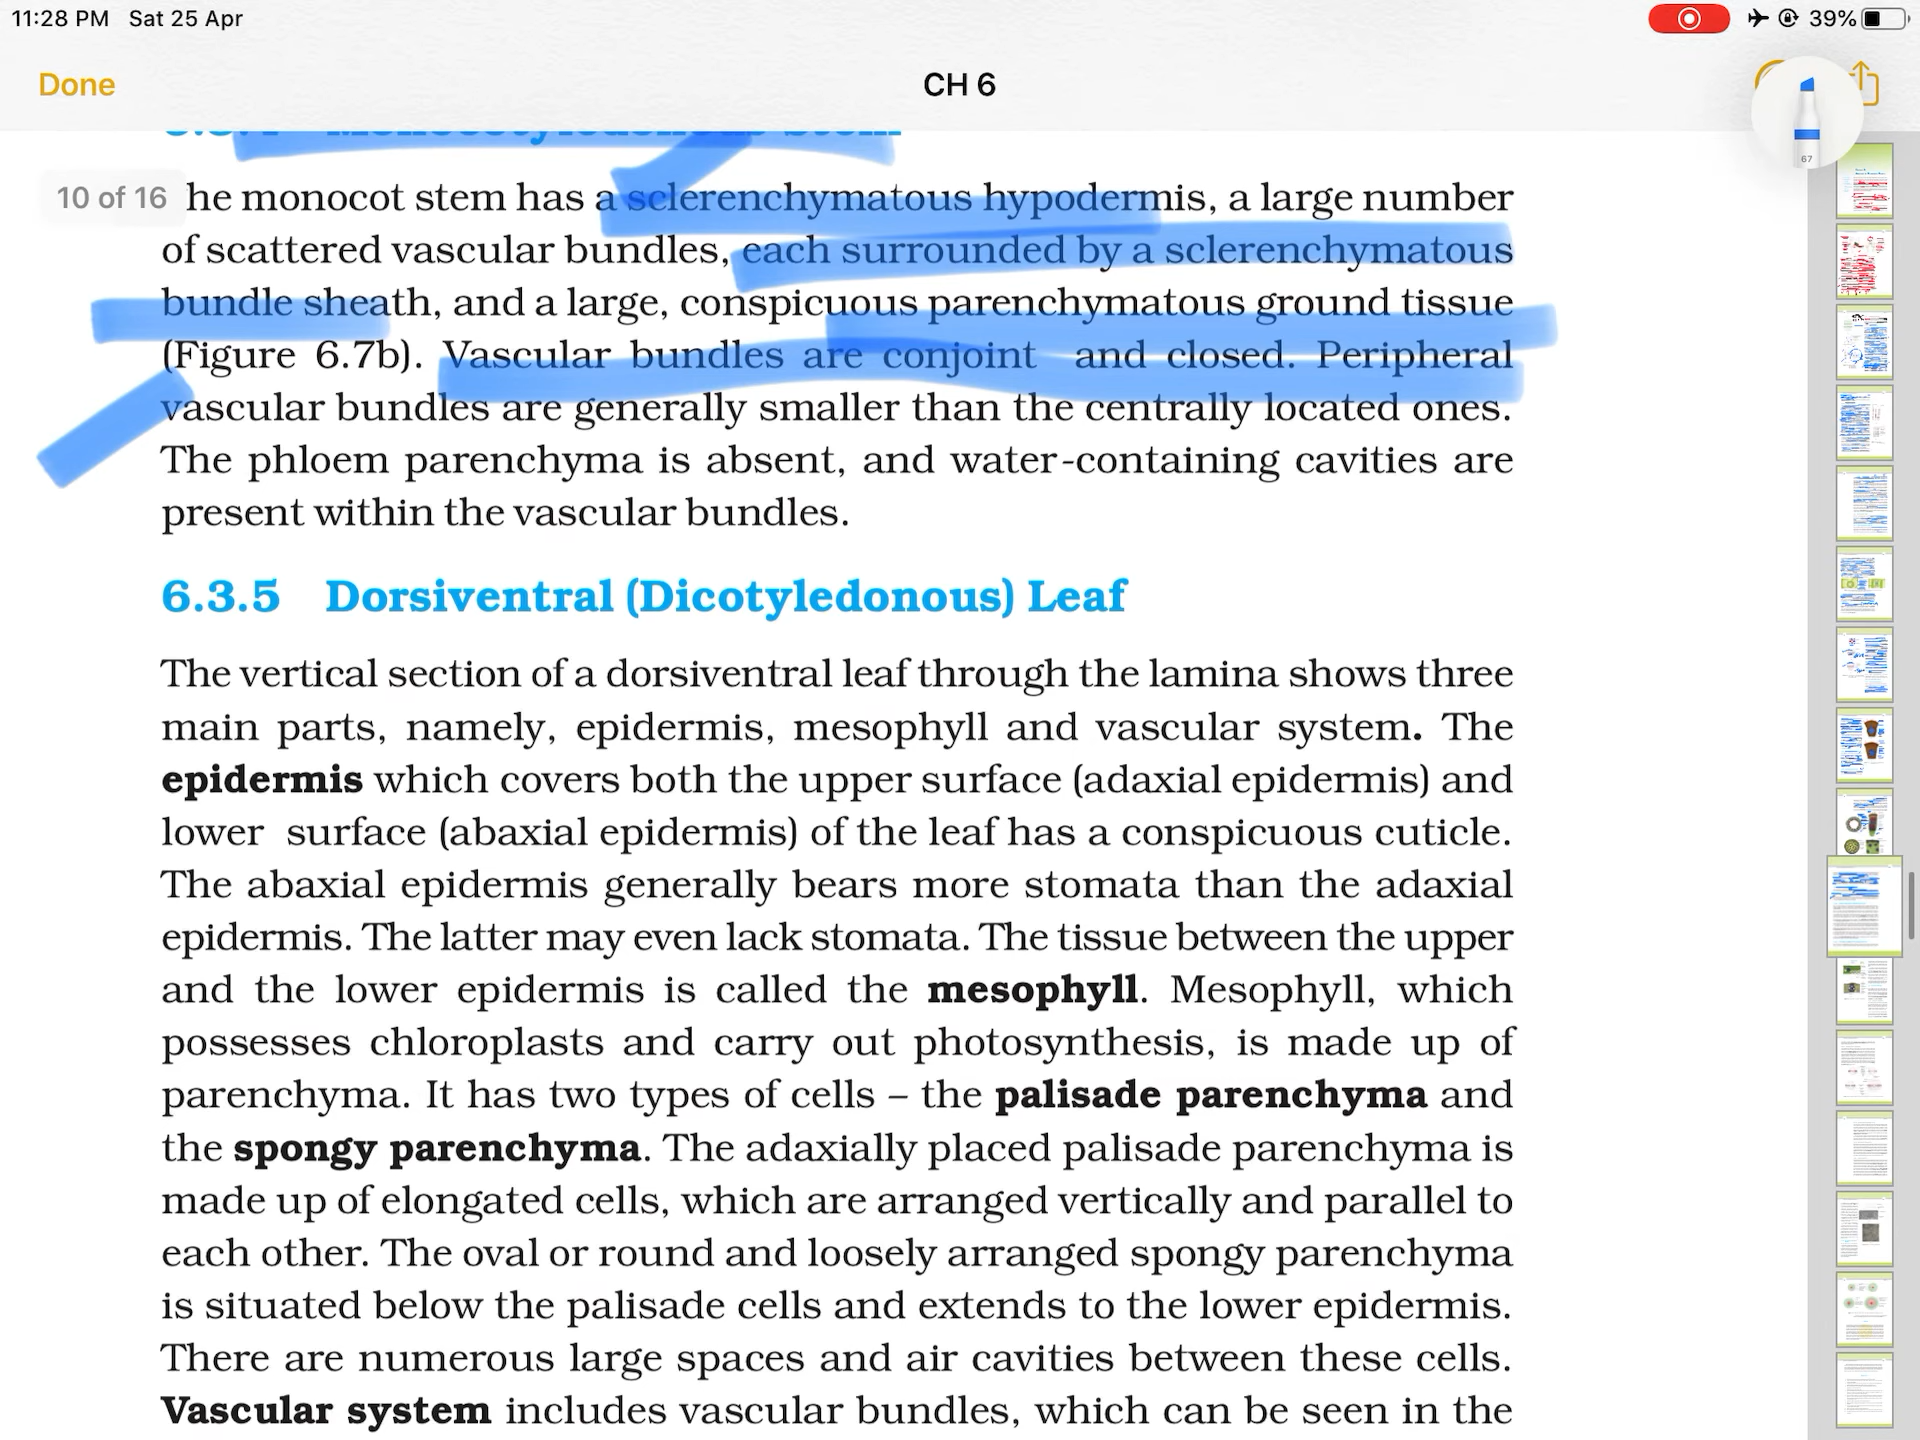 11:28 PM Sat 25 Apr
39%
Done
CH 6
67
Monocotyledonous Stem
10 of 16
he monocot stem has a sclerenchymatous hypodermis, a large number
of scattered vascular bundles, each surrounded by a sclerenchymatous
bundle sheath, and a large, conspicuous parenchymatous ground tissue
(Figure 6.7b). Vascular bundles are conjoint and closed. Peripheral
vascular bundles are generally smaller than the centrally located ones.
The phloem parenchyma is absent, and water-containing cavities are
present within the vascular bundles.
6.3.5 Dorsiventral (Dicotyledonous) Leaf
The vertical section of a dorsiventral leaf through the lamina shows three
main parts, namely, epidermis, mesophyll and vascular system. The
epidermis which covers both the upper surface (adaxial epidermis) and
lower surface (abaxial epidermis) of the leaf has a conspicuous cuticle.
The abaxial epidermis generally bears more stomata than the adaxial
epidermis. The latter may even lack stomata. The tissue between the upper
and the lower epidermis is called the mesophyll. Mesophyll, which
possesses chloroplasts and carry out photosynthesis, is made up of
parenchyma. It has two types of cells – the palisade parenchyma and
the spongy parenchyma. The adaxially placed palisade parenchyma is
made up of elongated cells, which are arranged vertically and parallel to
each other. The oval or round and loosely arranged spongy parenchyma
is situated below the palisade cells and extends to the lower epidermis.
There are numerous large spaces and air cavities between these cells.
Vascular system includes vascular bundles, which can be seen in the